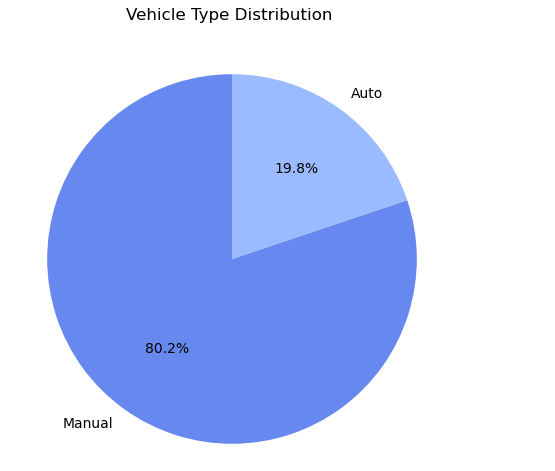 Vehicle Type Distribution
Auto
19.8%
80.2%
Manual